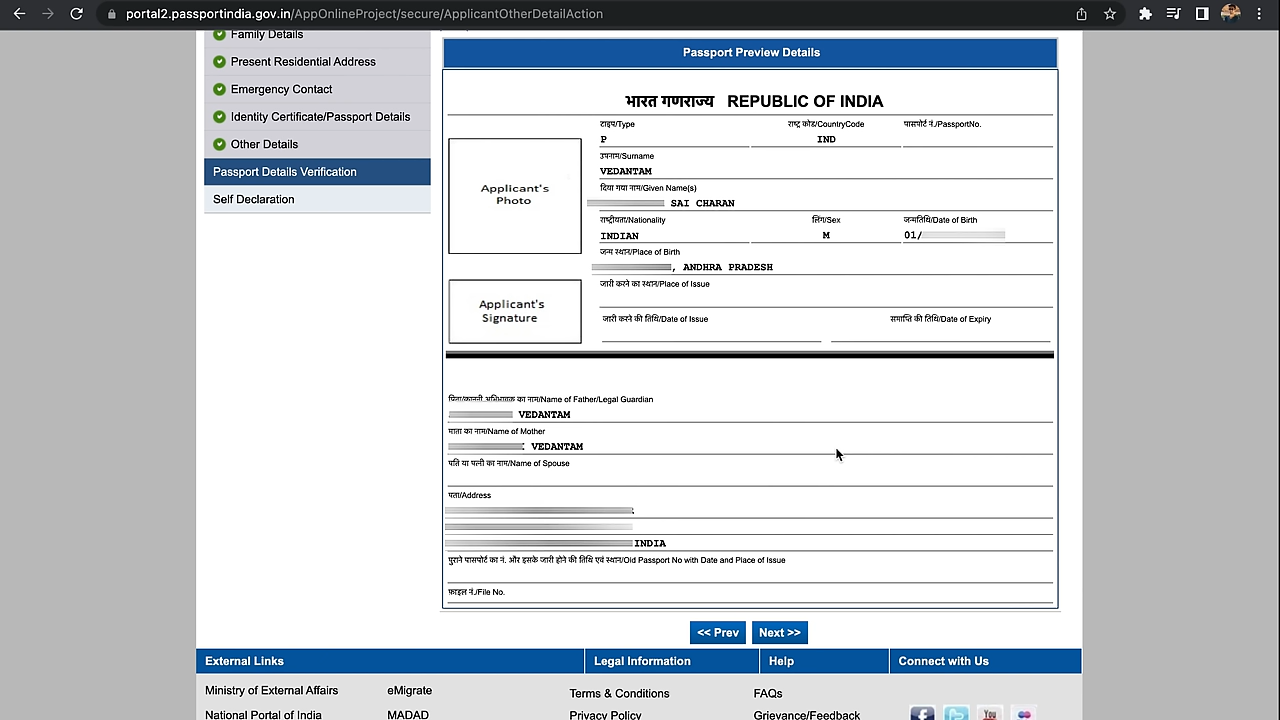 portal2.passportindia.gov.in/AppOnlineProject/secure/ApplicantOtherDetailAction
Family Details
Present Residential Address
Emergency Contact
Identity Certificate/Passport Details
Other Details
Passport Details Verification
Self Declaration
Passport Preview Details
भारत गणराज्य REPUBLIC OF INDIA
टाइप/Type राष्ट्र कोड/CountryCode पासपोर्ट नं./PassportNo.
P IND
उपनाम/Surname
VEDANTAM
दिया गया नाम/Given Name(s)
SAI CHARAN
राष्ट्रीयता/Nationality लिंग/Sex जन्मतिथि/Date of Birth
INDIAN M 01/
जन्म स्थान/Place of Birth
, ANDHRA PRADESH
जारी करने का स्थान/Place of Issue
जारी करने की तिथि/Date of Issue समाप्ति की तिथि/Date of Expiry
Applicant's
Photo
Applicant's
Signature
पिता/कानूनी अभिभावक का नाम/Name of Father/Legal Guardian
VEDANTAM
माता का नाम/Name of Mother
VEDANTAM
पति या पत्नी का नाम/Name of Spouse
पता/Address
INDIA
पुराने पासपोर्ट का नं. और इसके जारी होने की तिथि एवं स्थान/Old Passport No with Date and Place of Issue
फ़ाइल नं./File No.
<< Prev Next >>
External Links Legal Information Help Connect with Us
Ministry of External Affairs eMigrate Terms & Conditions FAQs
National Portal of India MADAD Privacy Policy Grievance/Feedback
You